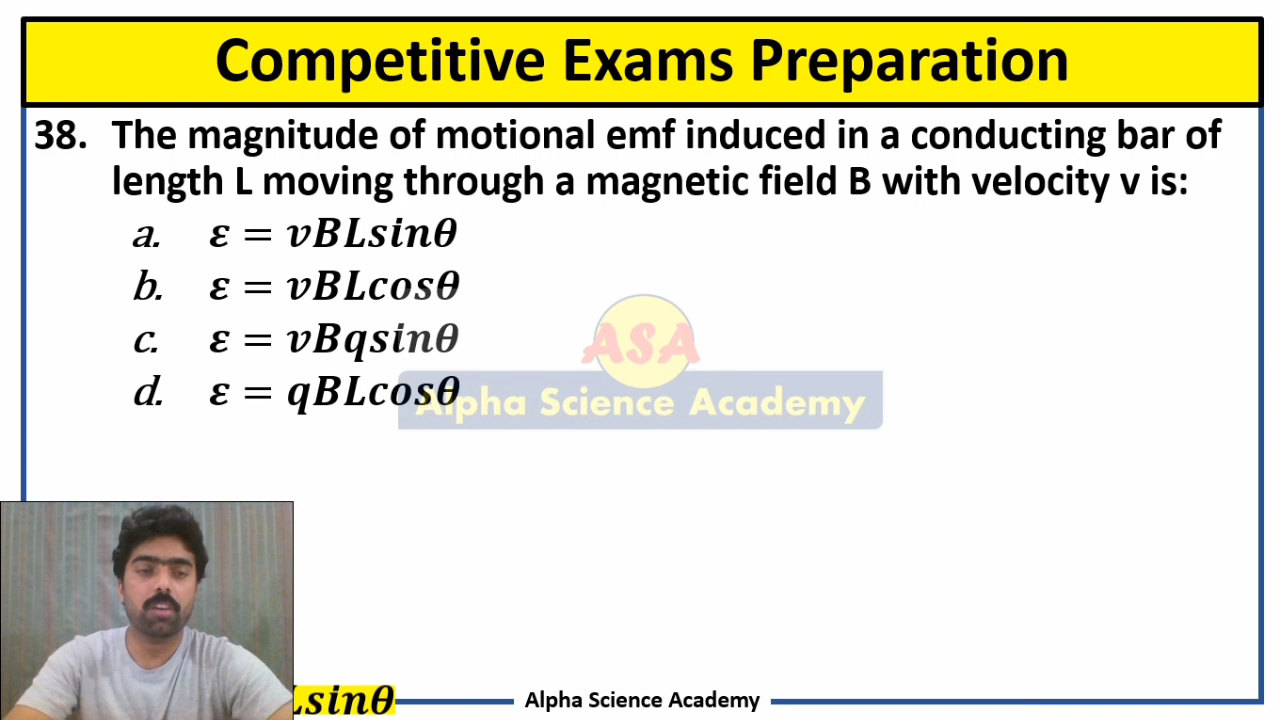 Competitive Exams Preparation
38. The magnitude of motional emf induced in a conducting bar of
length L moving through a magnetic field B with velocity v is:
a. ε = vBLsinθ
b. ε = vBLcosθ
c. ε = vBqsinθ
d. ε = qBLcosθ
ASA
Alpha Science Academy
Lsinθ
Alpha Science Academy